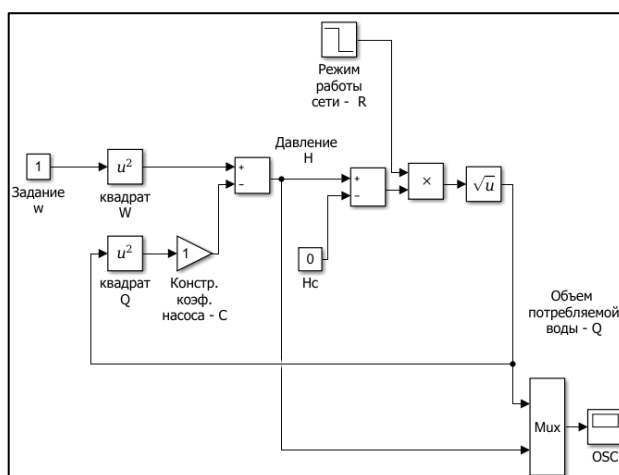 Режим
работы
сети - R
Давление
H
1
u²
+
−
+
−
×
√u
Задание
w
квадрат
W
u²
1
0
Hc
квадрат
Q
Констр.
коэф.
насоса - C
Объем
потребляемой
воды - Q
Mux
OSC